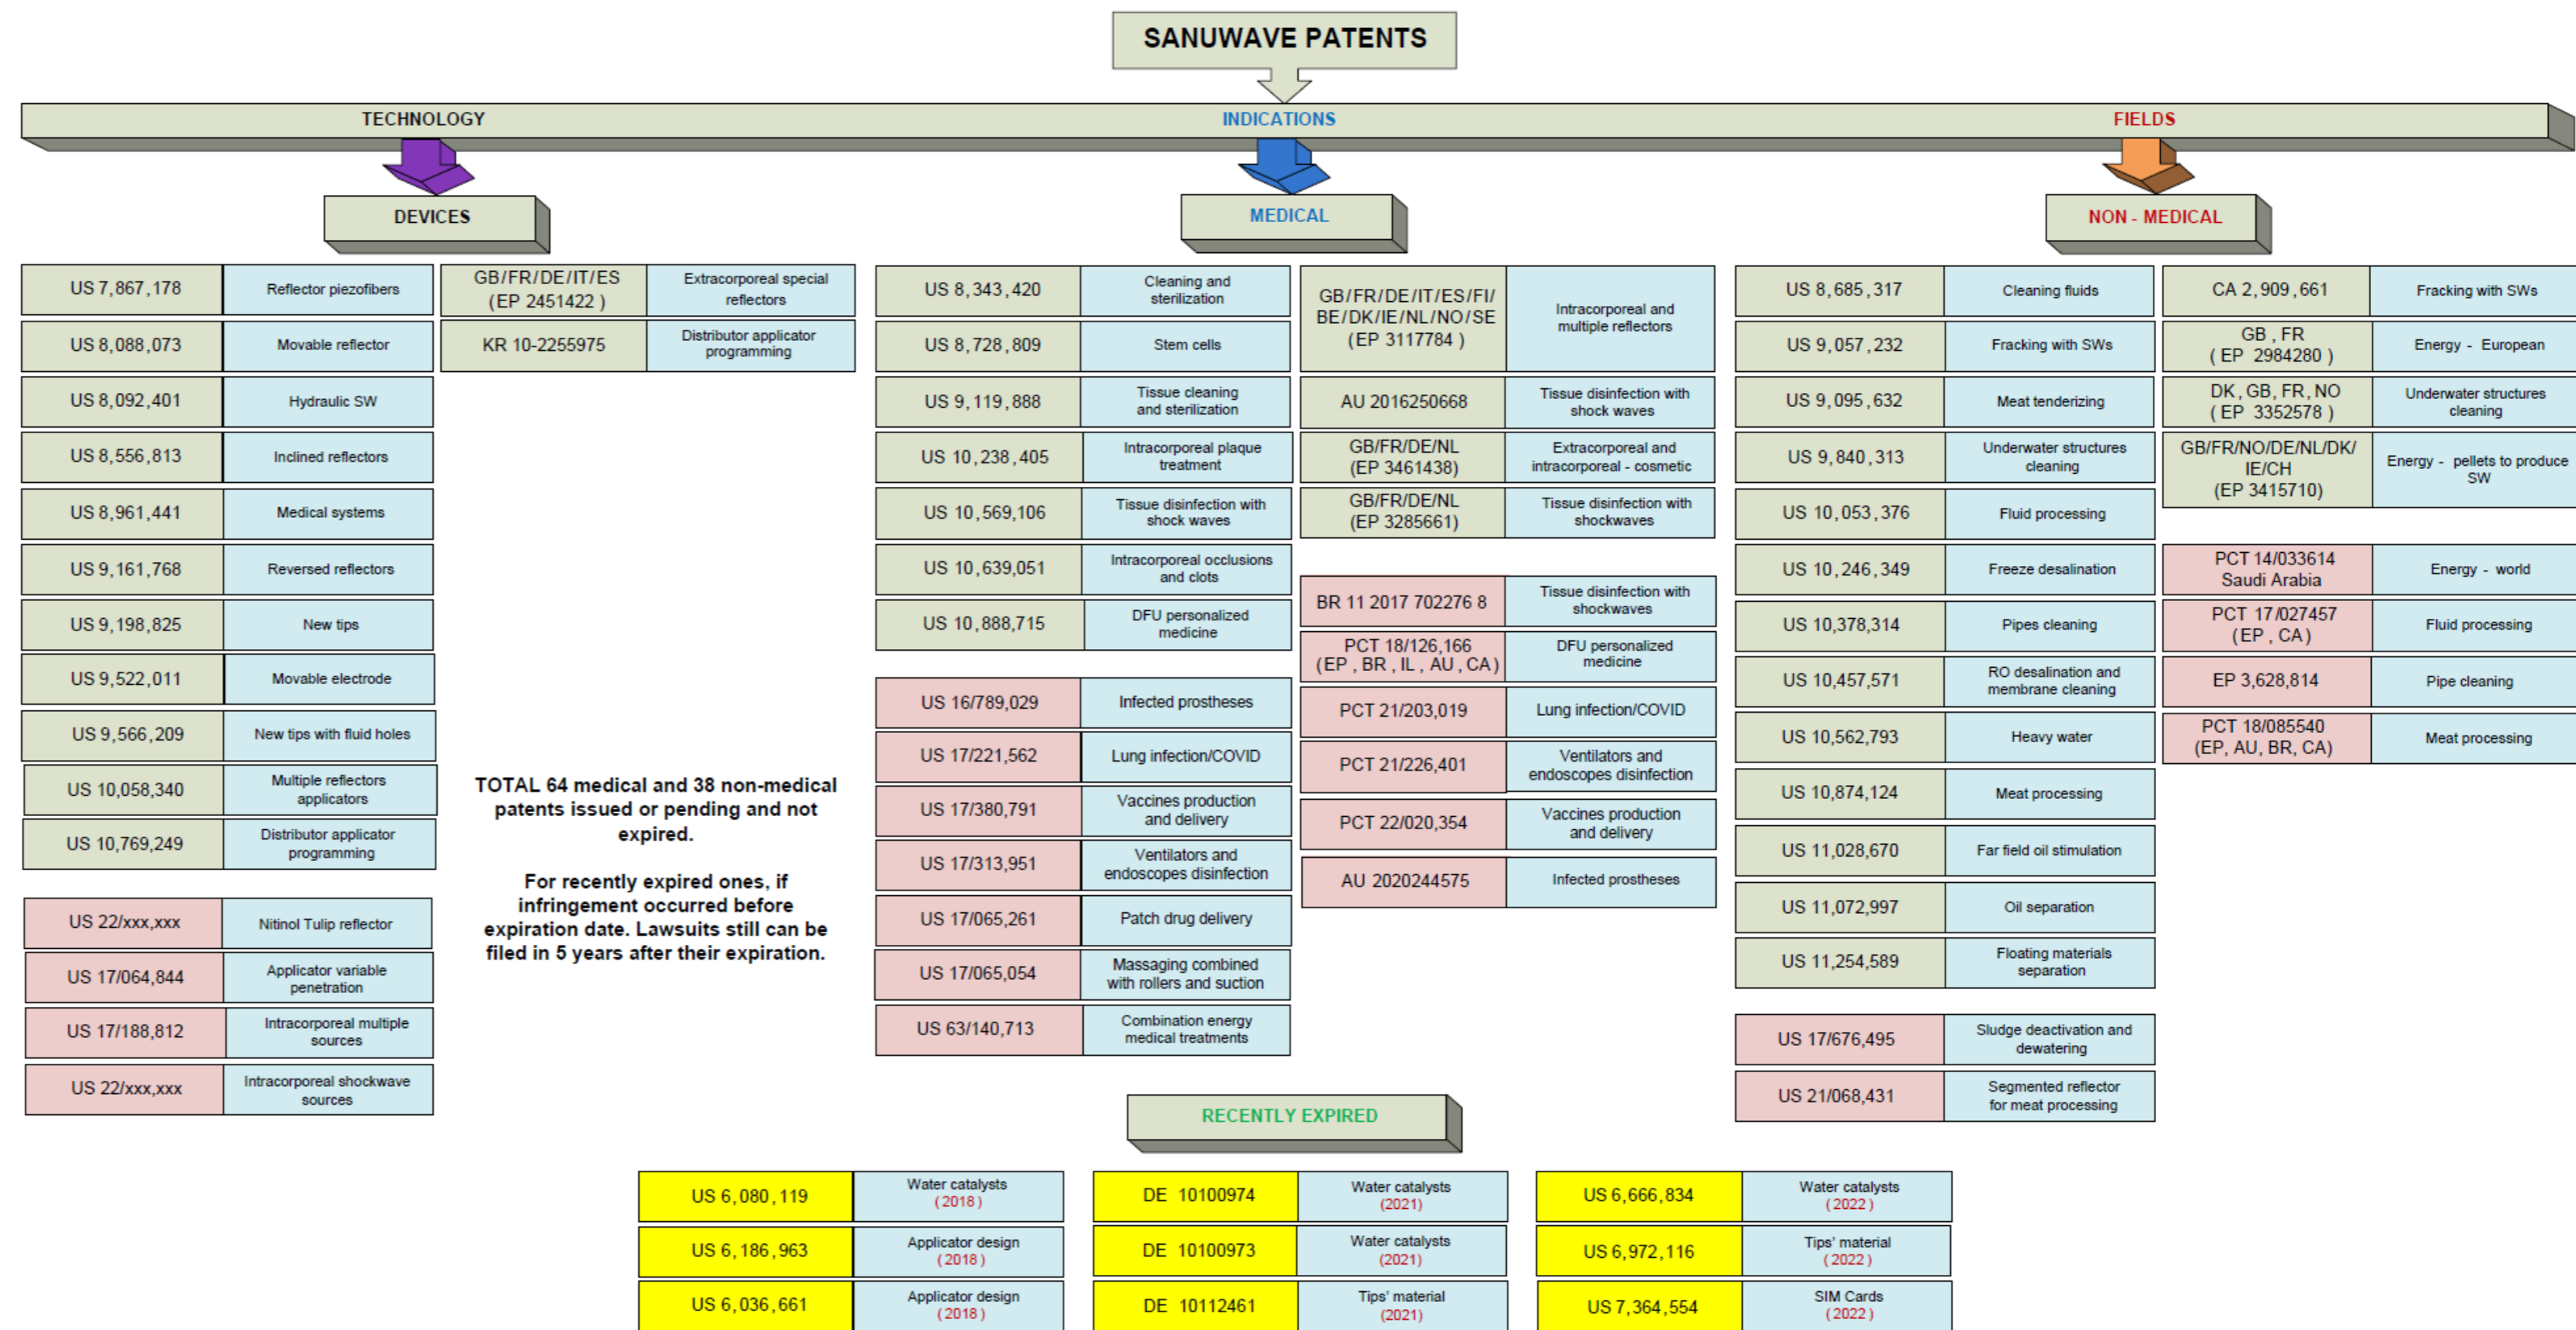 SANUWAVE PATENTS
TECHNOLOGY
INDICATIONS
FIELDS
DEVICES
US 7,867,178
Reflector piezofibers
US 8,088,073
Movable reflector
US 8,092,401
Hydraulic SW
US 8,556,813
Inclined reflectors
US 8,961,441
Medical systems
US 9,161,768
Reversed reflectors
US 9,198,825
New tips
US 9,522,011
Movable electrode
US 9,566,209
New tips with fluid holes
US 10,058,340
Multiple reflectors
applicators
US 10,769,249
Distributor applicator
programming
US 22/xxx,xxx
Nitinol Tulip reflector
US 17/064,844
Applicator variable
penetration
US 17/188,812
Intracorporeal multiple
sources
US 22/xxx,xxx
Intracorporeal shockwave
sources
GB/FR/DE/IT/ES
(EP 2451422 )
Extracorporeal special
reflectors
KR 10-2255975
Distributor applicator
programming
TOTAL 64 medical and 38 non-medical
patents issued or pending and not
expired.
For recently expired ones, if
infringement occurred before
expiration date. Lawsuits still can be
filed in 5 years after their expiration.
MEDICAL
US 8,343,420
Cleaning and
sterilization
US 8,728,809
Stem cells
US 9,119,888
Tissue cleaning
and sterilization
US 10,238,405
Intracorporeal plaque
treatment
US 10,569,106
Tissue disinfection with
shock waves
US 10,639,051
Intracorporeal occlusions
and clots
US 10,888,715
DFU personalized
medicine
US 16/789,029
Infected prostheses
US 17/221,562
Lung infection/COVID
US 17/380,791
Vaccines production
and delivery
US 17/313,951
Ventilators and
endoscopes disinfection
US 17/065,261
Patch drug delivery
US 17/065,054
Massaging combined
with rollers and suction
US 63/140,713
Combination energy
medical treatments
GB/FR/DE/IT/ES/FI/
BE/DK/IE/NL/NO/SE
(EP 3117784 )
Intracorporeal and
multiple reflectors
AU 2016250668
Tissue disinfection with
shock waves
GB/FR/DE/NL
(EP 3461438)
Extracorporeal and
intracorporeal - cosmetic
GB/FR/DE/NL
(EP 3285661)
Tissue disinfection with
shockwaves
BR 11 2017 702276 8
Tissue disinfection with
shockwaves
PCT 18/126,166
(EP , BR , IL , AU , CA)
DFU personalized
medicine
PCT 21/203,019
Lung infection/COVID
PCT 21/226,401
Ventilators and
endoscopes disinfection
PCT 22/020,354
Vaccines production
and delivery
AU 2020244575
Infected prostheses
NON - MEDICAL
US 8,685,317
Cleaning fluids
US 9,057,232
Fracking with SWs
US 9,095,632
Meat tenderizing
US 9,840,313
Underwater structures
cleaning
US 10,053,376
Fluid processing
US 10,246,349
Freeze desalination
US 10,378,314
Pipes cleaning
US 10,457,571
RO desalination and
membrane cleaning
US 10,562,793
Heavy water
US 10,874,124
Meat processing
US 11,028,670
Far field oil stimulation
US 11,072,997
Oil separation
US 11,254,589
Floating materials
separation
US 17/676,495
Sludge deactivation and
dewatering
US 21/068,431
Segmented reflector
for meat processing
CA 2,909,661
Fracking with SWs
GB , FR
( EP 2984280 )
Energy - European
DK, GB, FR, NO
( EP 3352578 )
Underwater structures
cleaning
GB/FR/NO/DE/NL/DK/
IE/CH
(EP 3415710)
Energy - pellets to produce
SW
PCT 14/033614
Saudi Arabia
Energy - world
PCT 17/027457
(EP , CA)
Fluid processing
EP 3,628,814
Pipe cleaning
PCT 18/085540
(EP, AU, BR, CA)
Meat processing
RECENTLY EXPIRED
US 6,080,119
Water catalysts
( 2018 )
US 6,186,963
Applicator design
( 2018 )
US 6,036,661
Applicator design
( 2018 )
DE 10100974
Water catalysts
(2021)
DE 10100973
Water catalysts
(2021)
DE 10112461
Tips' material
(2021)
US 6,666,834
Water catalysts
( 2022 )
US 6,972,116
Tips' material
( 2022 )
US 7,364,554
SIM Cards
( 2022 )